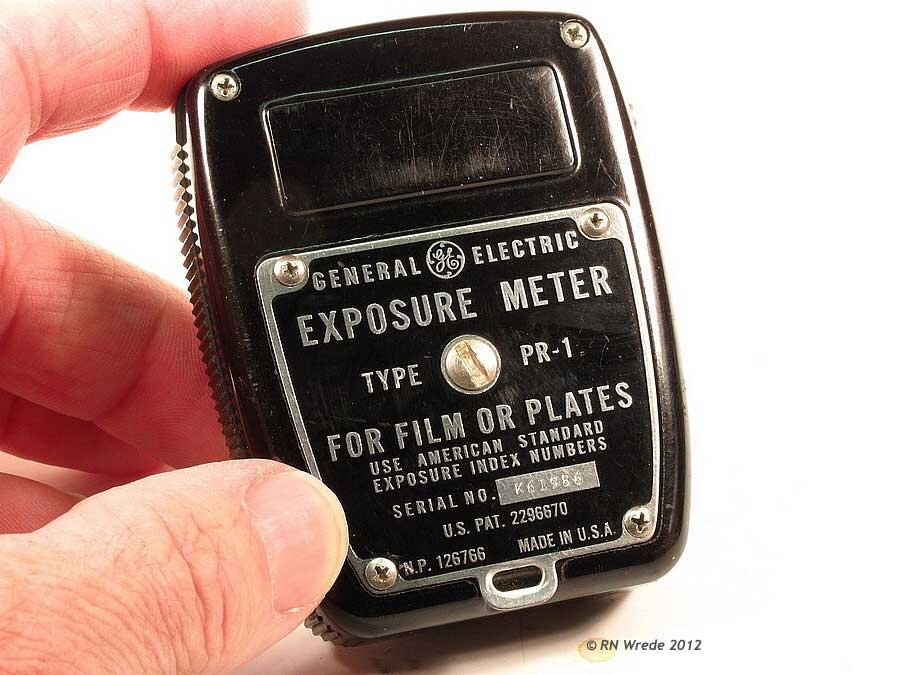 GENERAL GE ELECTRIC
EXPOSURE METER
TYPE PR-1
FOR FILM OR PLATES
USE AMERICAN STANDARD
EXPOSURE INDEX NUMBERS
SERIAL NO. K61986
U.S. PAT. 2296670
N.P. 126766 MADE IN U.S.A.
© RN Wrede 2012